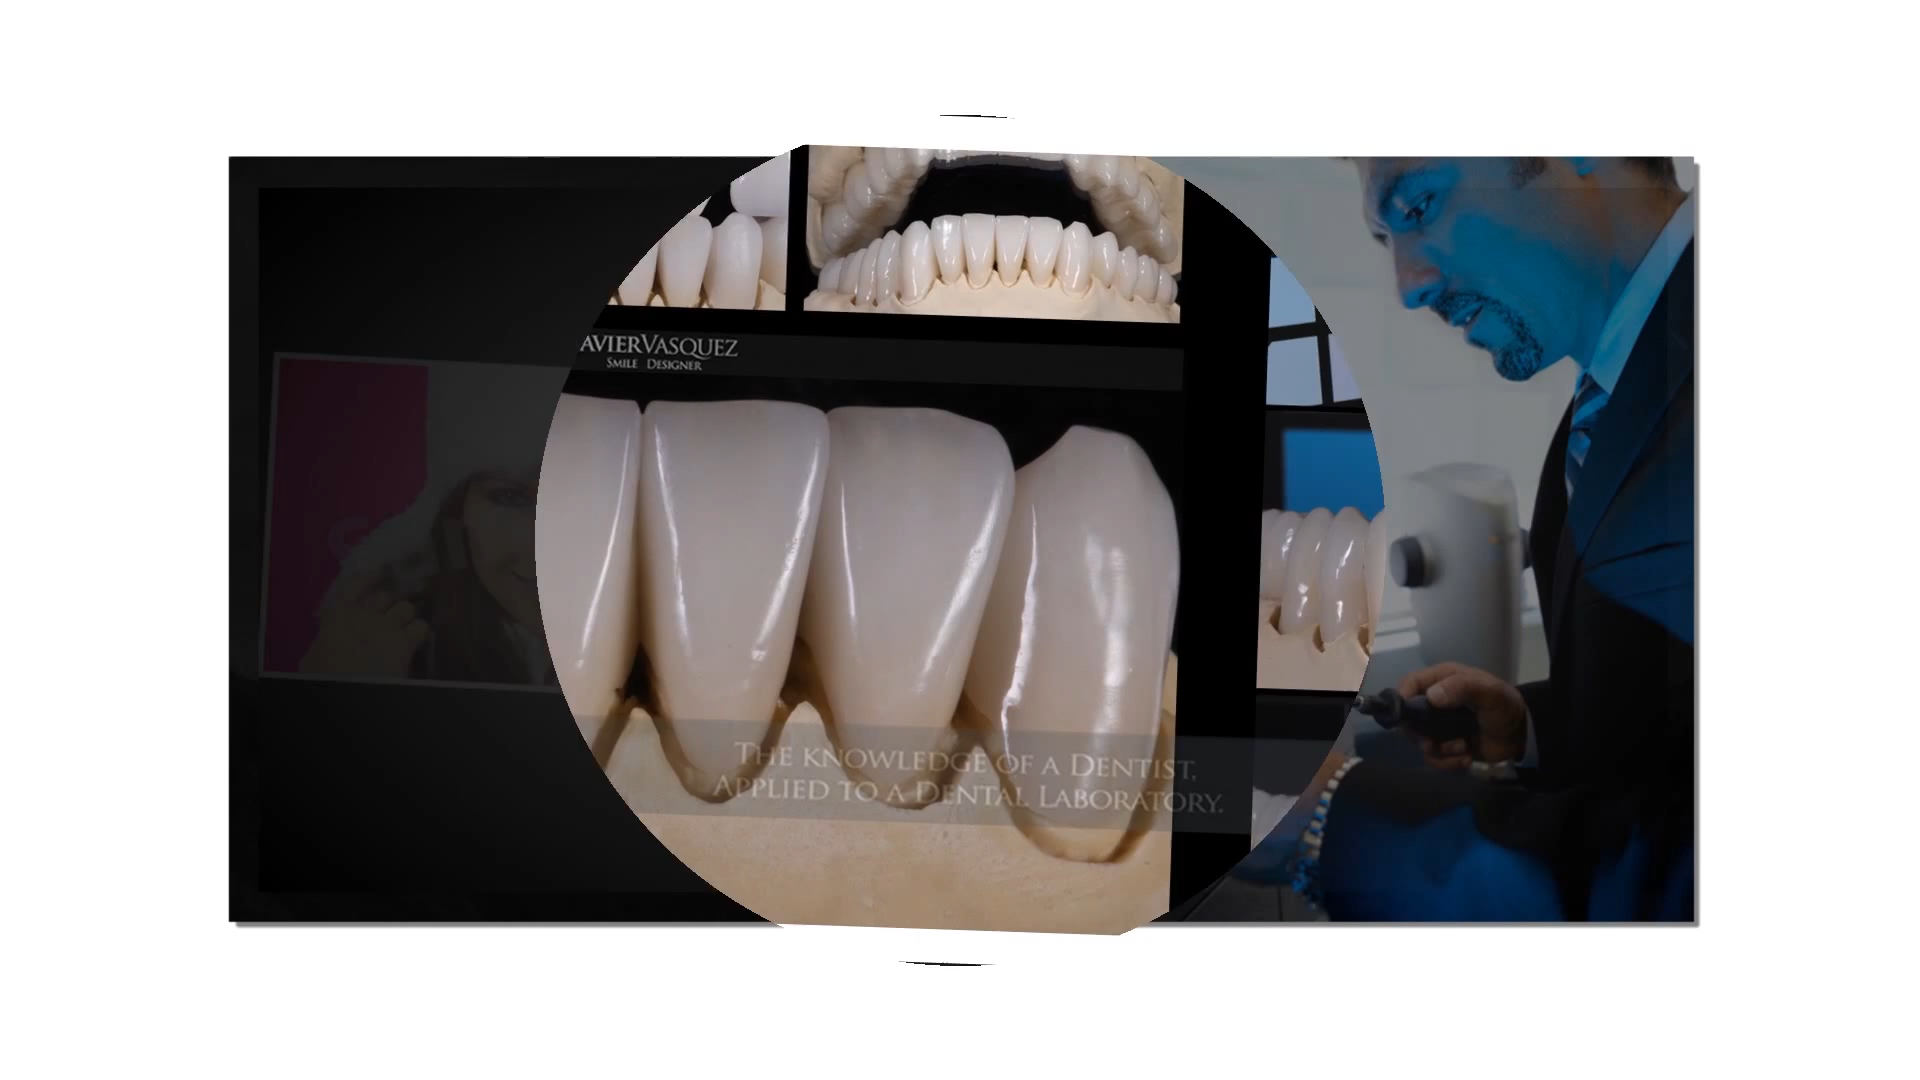 AVIERVASQUEZ
SMILE DESIGNER
THE KNOWLEDGE OF A DENTIST,
APPLIED TO A DENTAL LABORATORY.